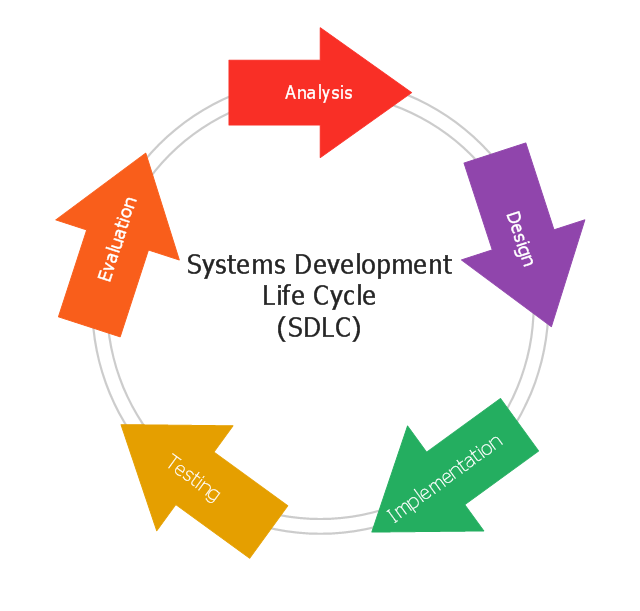 Analysis
Design
Implementation
Testing
Evaluation
Systems Development
Life Cycle
(SDLC)